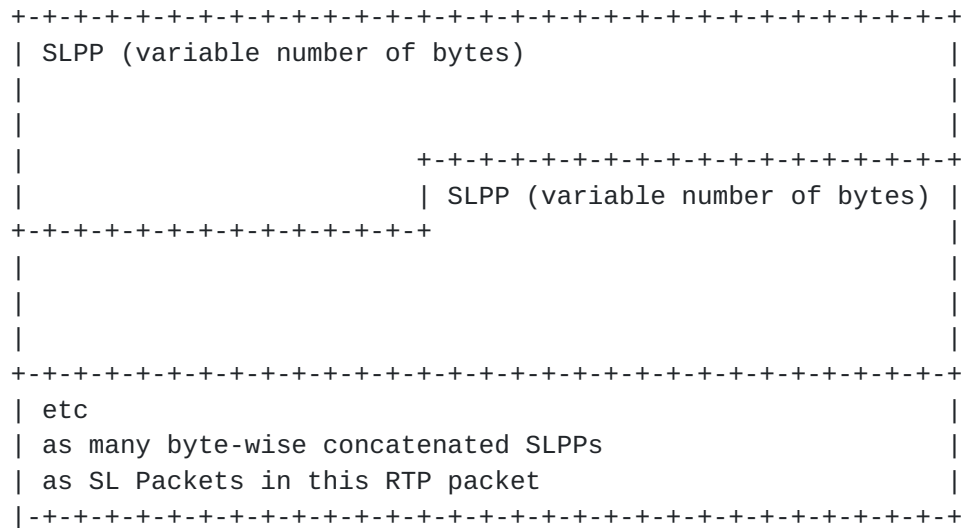 SLPP (variable number of bytes)
SLPP (variable number of bytes)
etc
as many byte-wise concatenated SLPPs
as SL Packets in this RTP packet